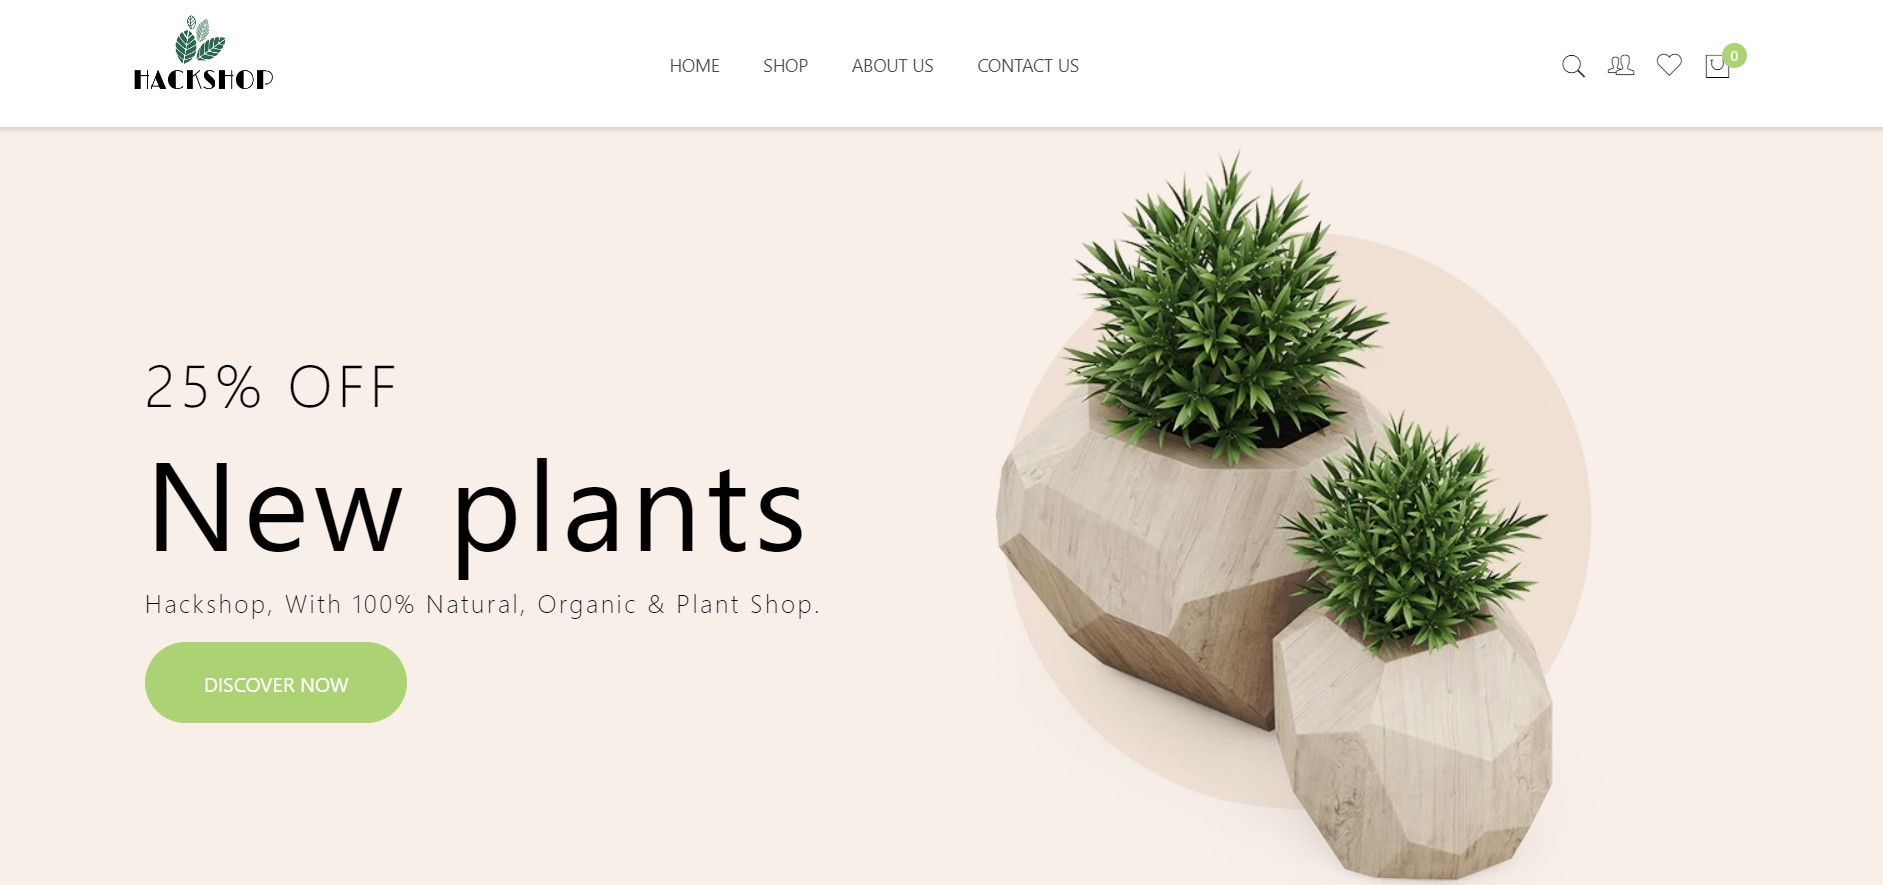 HACKSHOP
HOME SHOP ABOUT US CONTACT US
0
25% OFF
New plants
Hackshop, With 100% Natural, Organic & Plant Shop.
DISCOVER NOW